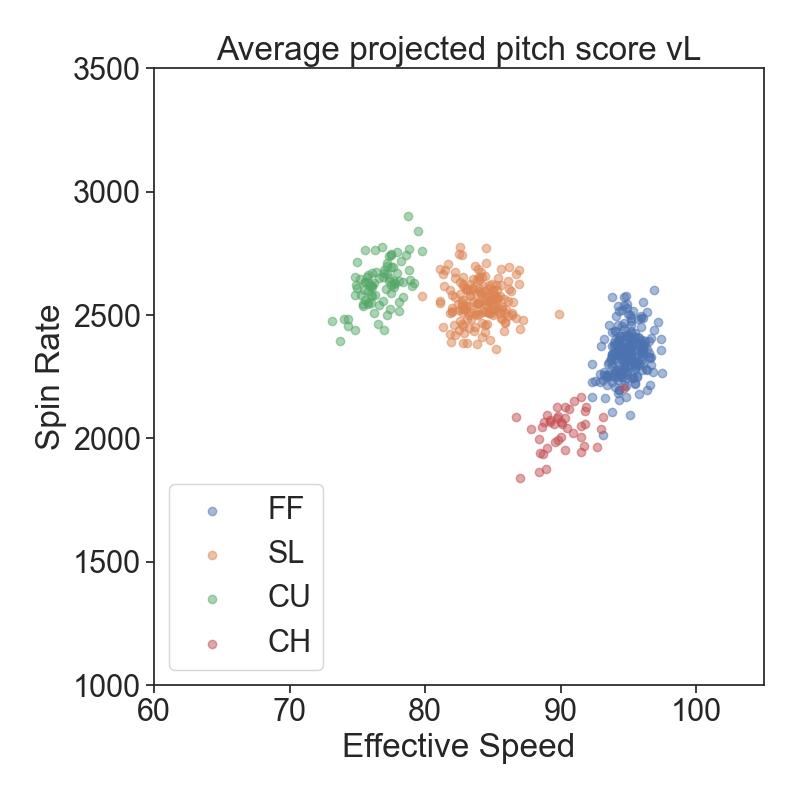 Average projected pitch score vL
3500
3000
2500
2000
1500
1000
Spin Rate
FF
SL
CU
CH
60 70 80 90 100
Effective Speed